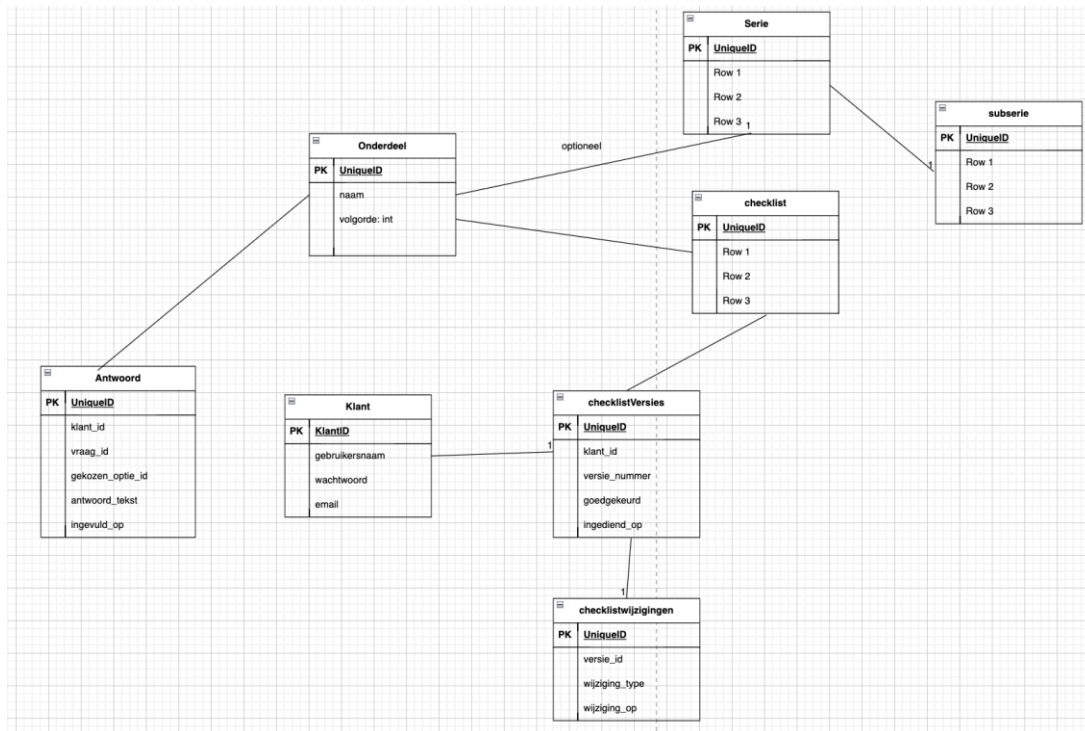 Serie
PK UniqueID
Row 1
Row 2
Row 3
1
subserie
PK UniqueID
Row 1
Row 2
Row 3
1
optioneel
Onderdeel
PK UniqueID
naam
volgorde: int
checklist
PK UniqueID
Row 1
Row 2
Row 3
Antwoord
PK UniqueID
klant_id
vraag_id
gekozen_optie_id
antwoord_tekst
ingevuld_op
Klant
PK KlantID
gebruikersnaam
wachtwoord
email
1
checklistVersies
PK UniqueID
klant_id
versie_nummer
goedgekeurd
ingediend_op
1
checklistwijzigingen
PK UniqueID
versie_id
wijziging_type
wijziging_op